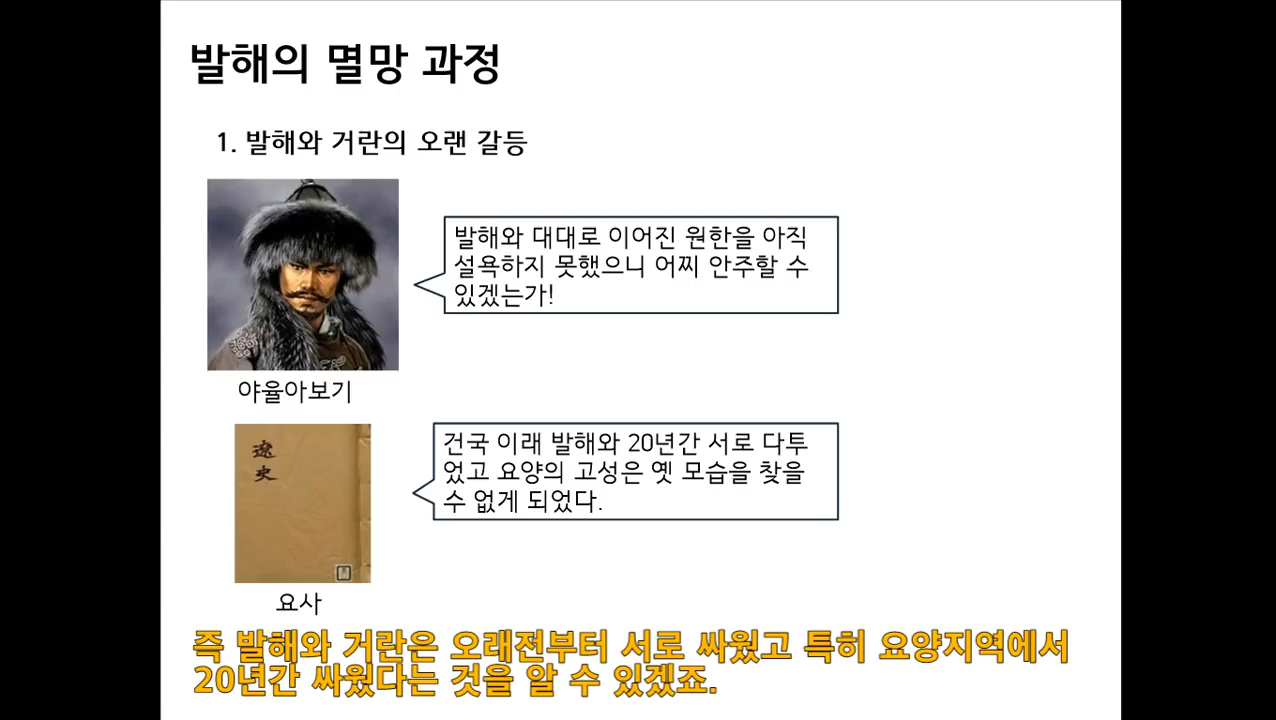 발해의 멸망 과정
1. 발해와 거란의 오랜 갈등
발해와 대대로 이어진 원한을 아직
설욕하지 못했으니 어찌 안주할 수
있겠는가!
야율아보기
건국 이래 발해와 20년간 서로 다투
었고 요양의 고성은 옛 모습을 찾을
수 없게 되었다.
遼
史
요사
즉 발해와 거란은 오래전부터 서로 싸웠고 특히 요양지역에서
20년간 싸웠다는 것을 알 수 있겠죠.